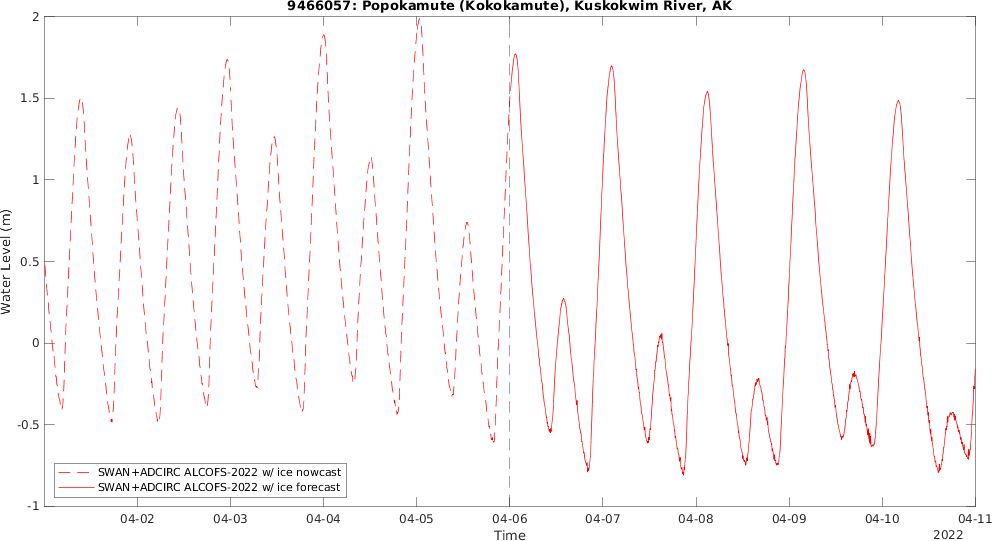 9466057: Popokamute (Kokokamute), Kuskokwim River, AK
2
1.5
1
0.5
0
-0.5
-1
Water Level (m)
SWAN+ADCIRC ALCOFS-2022 w/ ice nowcast
SWAN+ADCIRC ALCOFS-2022 w/ ice forecast
04-02 04-03 04-04 04-05 04-06 04-07 04-08 04-09 04-10 04-11
Time
2022